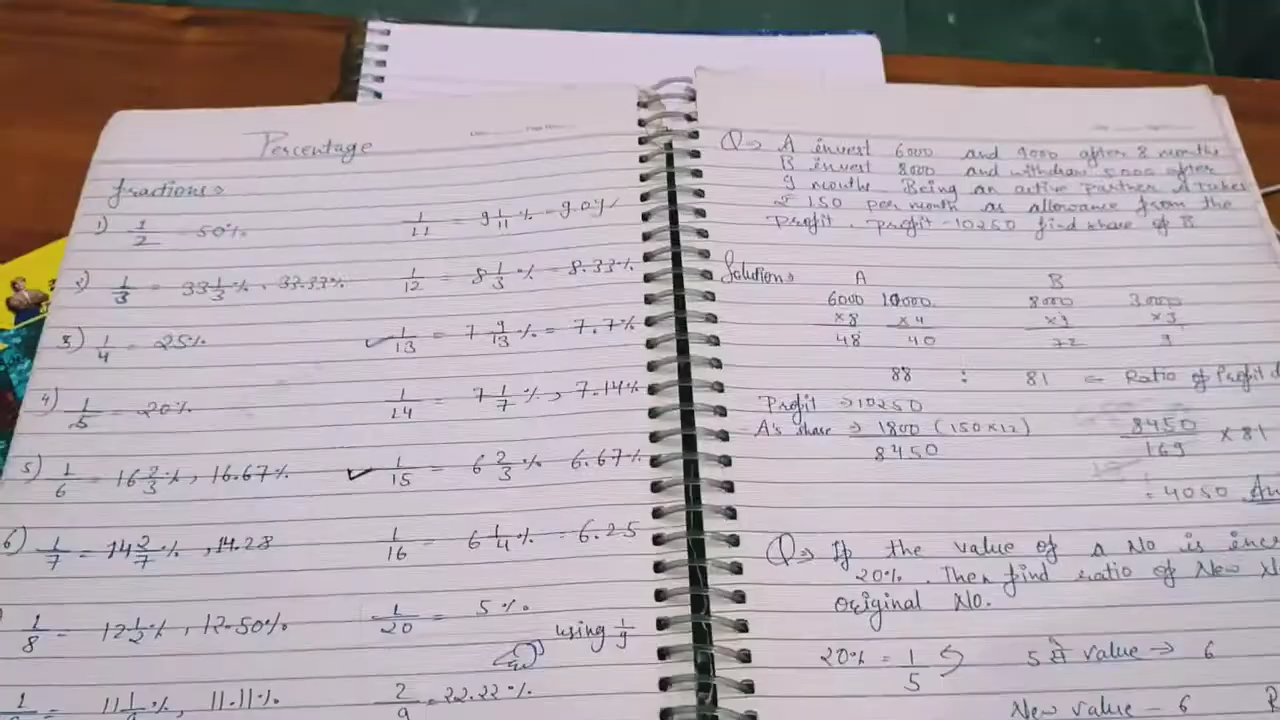 Percentage
fractions
1) 1/2 = 50%
2) 1/3 = 33 1/3 %, 33.33%
3) 1/4 = 25%
4) 1/5 = 20%
5) 1/6 = 16 2/3 %, 16.67%
6) 1/7 = 14 2/7 %, 14.28
1/8 = 12 1/2 %, 12.50%
11 1/9 %, 11.11%
1/11 = 9 1/11 % = 9.09
1/12 = 8 1/3 % = 8.33%
✓ 1/13 = 7 9/13 % = 7.7%
1/14 = 7 1/7 %, 7.14%
✓ 1/15 = 6 2/3 % 6.67%
1/16 = 6 1/4 % = 6.25
1/20 = 5%
using 1/9
2/9 = 22.22%
Q→ A invest 6000 and 4000 after 8 months
B invest 8000 and withdraw 5000 after
9 months. Being an active partner A takes
₹ 150 per month as allowance from the
Profit. Profit = 10250 find share of B
Solution A B
6000 10000 8000 3000
×8 ×4 ×9 ×3
48 40 72 9
88 : 81 = Ratio of Profit
Profit → 10250
A's share → 1800 (150×12)
8450
8450/169 × 81
= 4050
Q→ If the value of a No is
20%. Then find ratio of New
original No.
20% = 1/5
5 से value → 6
New value = 6